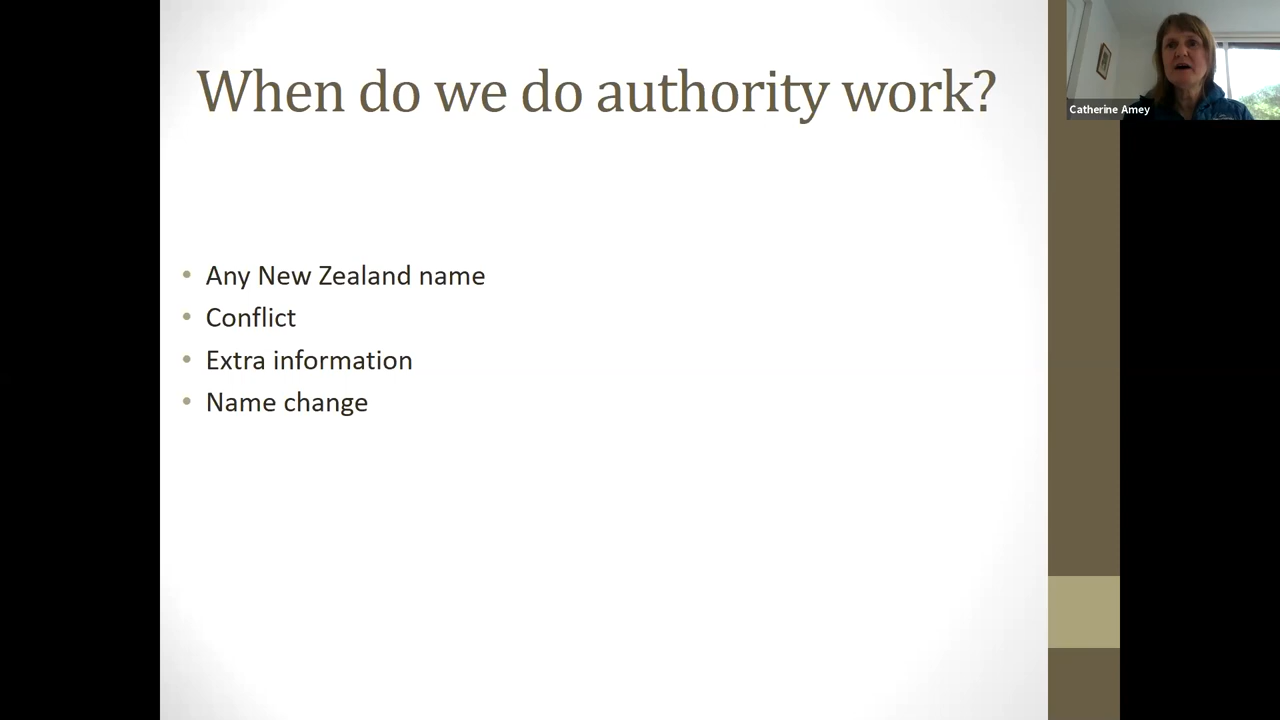 When do we do authority work?
Catherine Amey
• Any New Zealand name
• Conflict
• Extra information
• Name change